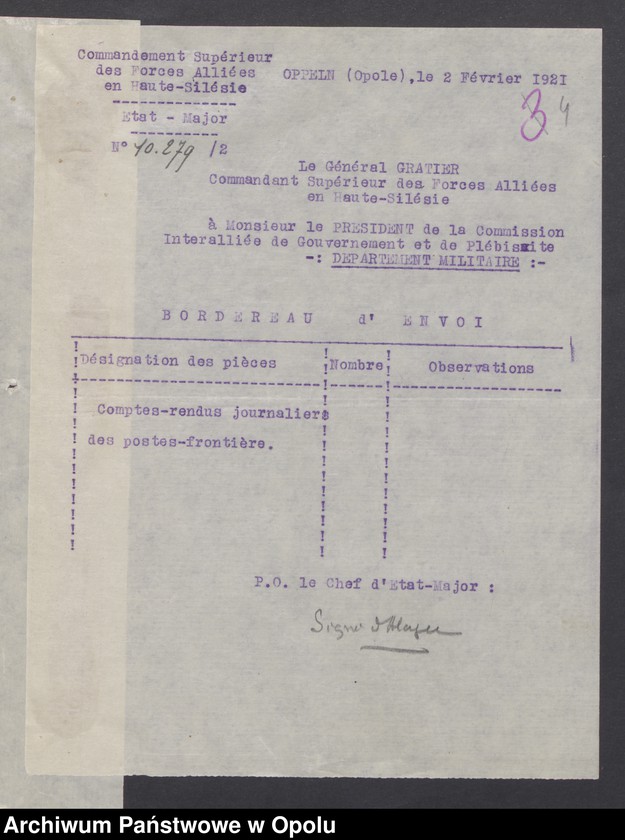 Commandement Supérieur
des Forces Alliées
en Haute-Silésie
Etat - Major
N° 10.279 /2
OPPELN (Opole), le 2 Février 1921
3 4
Le Général GRATIER
Commandant Supérieur des Forces Alliées
en Haute-Silésie
à Monsieur le PRESIDENT de la Commission
Interalliée de Gouvernement et de Plébiscite
-: DEPARTEMENT MILITAIRE :-
BORDEREAU d' ENVOI
Désignation des pièces Nombre Observations
Comptes-rendus journaliers
des postes-frontière.
P.O. le Chef d'Etat-Major :
Signé
Archiwum Państwowe w Opolu